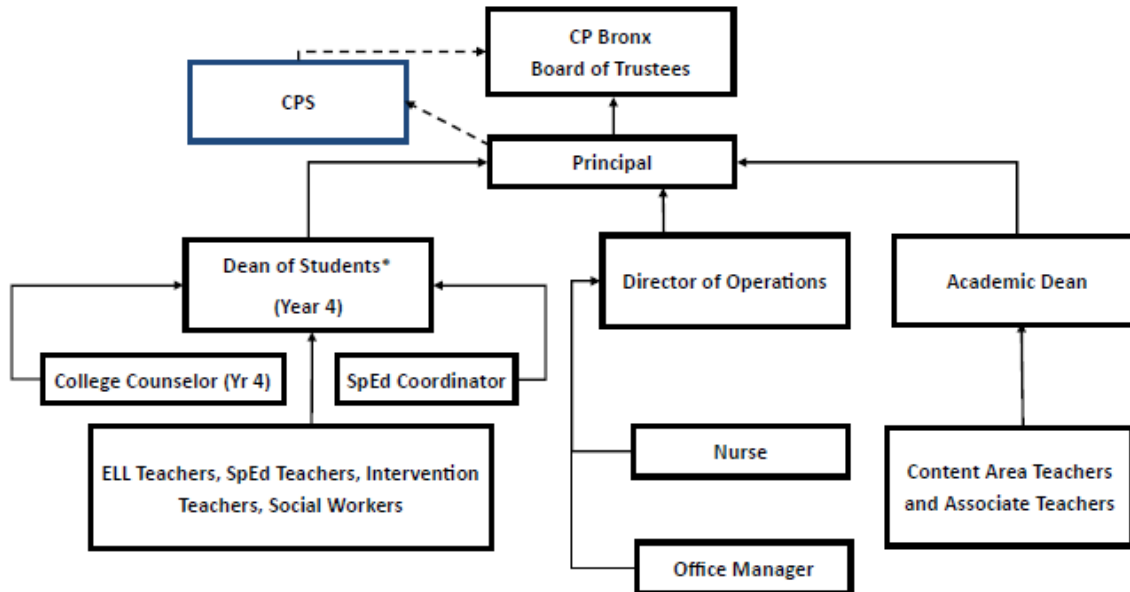 CP Bronx
Board of Trustees
CPS
Principal
Dean of Students*
(Year 4)
Director of Operations
Academic Dean
College Counselor (Yr 4)
SpEd Coordinator
ELL Teachers, SpEd Teachers, Intervention
Teachers, Social Workers
Nurse
Content Area Teachers
and Associate Teachers
Office Manager